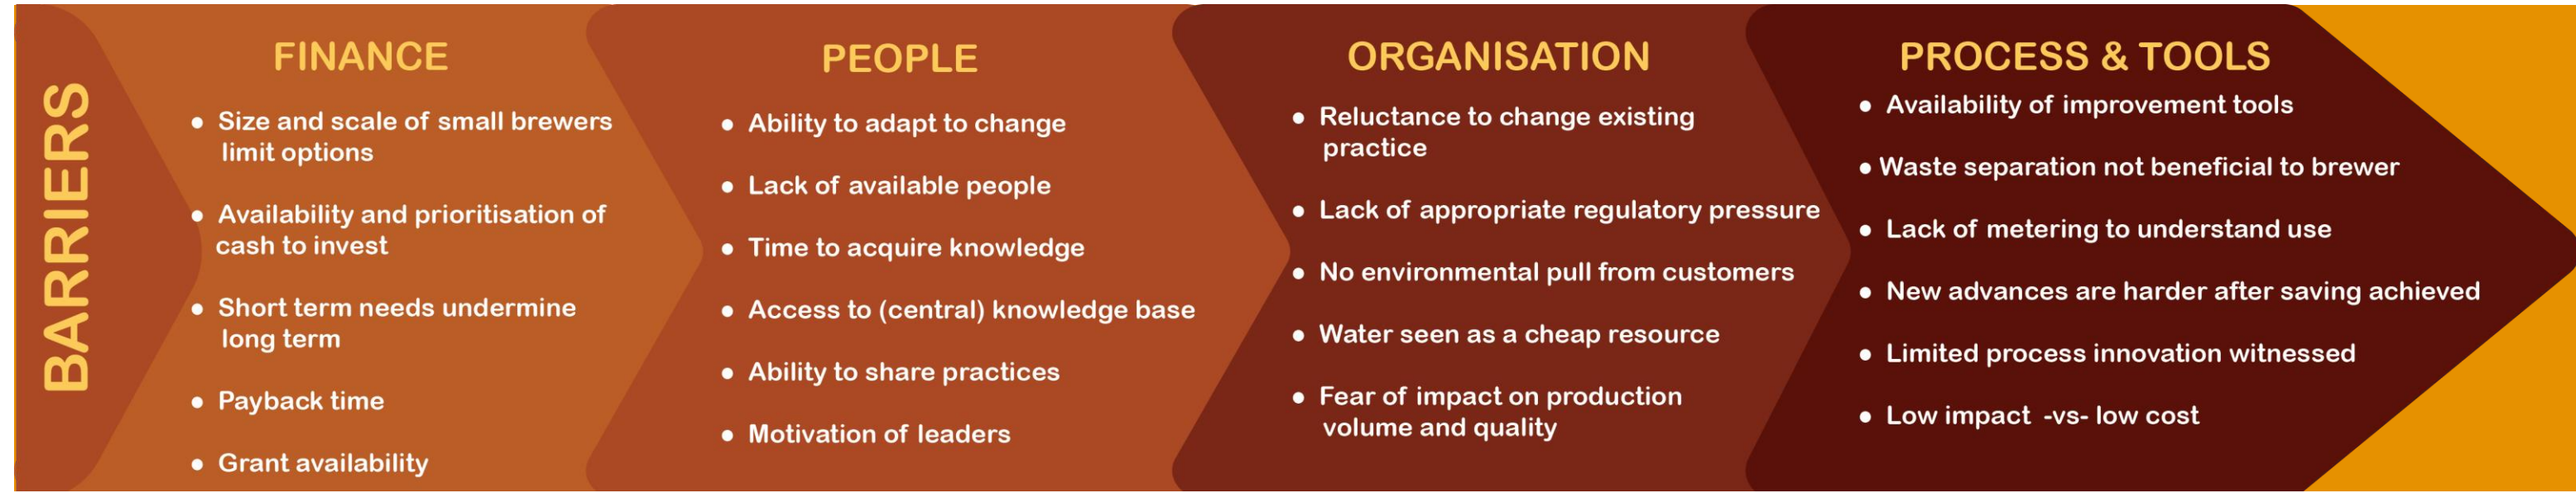 BARRIERS
FINANCE
● Size and scale of small brewers
limit options
● Availability and prioritisation of
cash to invest
● Short term needs undermine
long term
● Payback time
● Grant availability
PEOPLE
● Ability to adapt to change
● Lack of available people
● Time to acquire knowledge
● Access to (central) knowledge base
● Ability to share practices
● Motivation of leaders
ORGANISATION
● Reluctance to change existing
practice
● Lack of appropriate regulatory pressure
● No environmental pull from customers
● Water seen as a cheap resource
● Fear of impact on production
volume and quality
PROCESS & TOOLS
● Availability of improvement tools
● Waste separation not beneficial to brewer
● Lack of metering to understand use
● New advances are harder after saving achieved
● Limited process innovation witnessed
● Low impact -vs- low cost